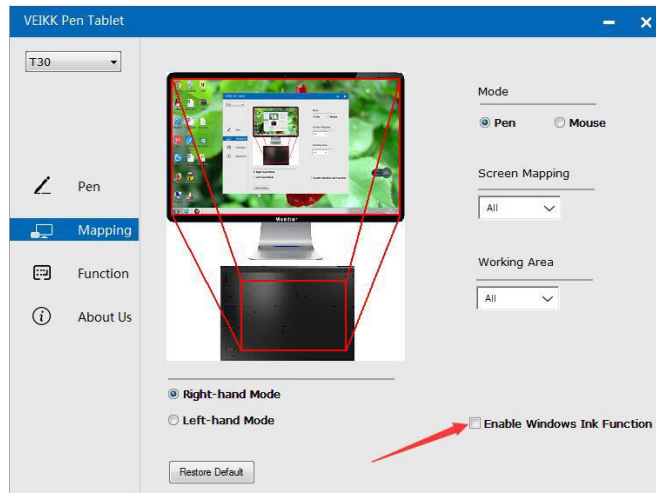 VEIKK Pen Tablet
T30
Mode
Pen
Mouse
Screen Mapping
All
Pen
Mapping
Monitor
Function
Working Area
All
About Us
Right-hand Mode
Left-hand Mode
Enable Windows Ink Function
Restore Default